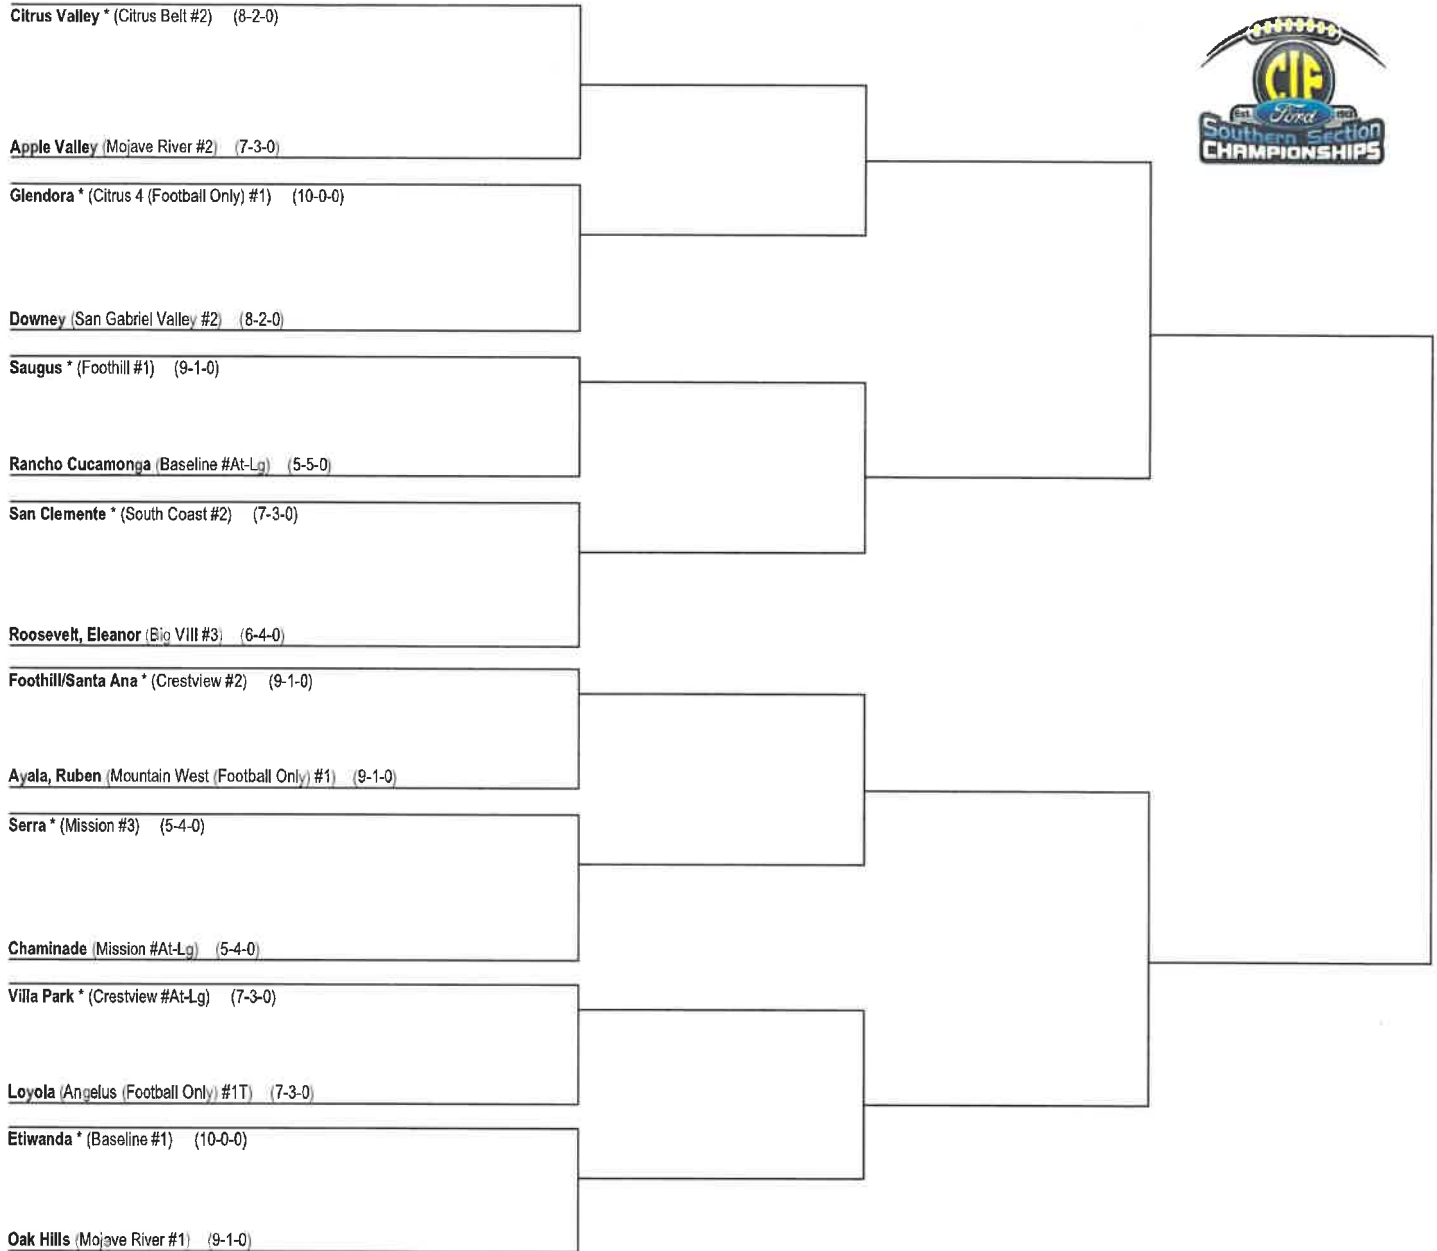 Citrus Valley * (Citrus Belt #2) (8-2-0)
CIF
Est. 1913
Ford
Southern Section
CHAMPIONSHIPS
Apple Valley (Mojave River #2) (7-3-0)
Glendora * (Citrus 4 (Football Only) #1) (10-0-0)
Downey (San Gabriel Valley #2) (8-2-0)
Saugus * (Foothill #1) (9-1-0)
Rancho Cucamonga (Baseline #At-Lg) (5-5-0)
San Clemente * (South Coast #2) (7-3-0)
Roosevelt, Eleanor (Big VIII #3) (6-4-0)
Foothill/Santa Ana * (Crestview #2) (9-1-0)
Ayala, Ruben (Mountain West (Football Only) #1) (9-1-0)
Serra * (Mission #3) (5-4-0)
Chaminade (Mission #At-Lg) (5-4-0)
Villa Park * (Crestview #At-Lg) (7-3-0)
Loyola (Angelus (Football Only) #1T) (7-3-0)
Etiwanda * (Baseline #1) (10-0-0)
Oak Hills (Mojave River #1) (9-1-0)